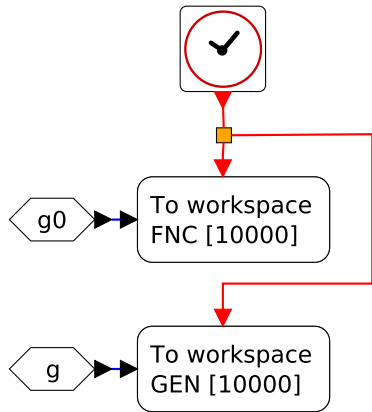 g0
To workspace
FNC [10000]
g
To workspace
GEN [10000]